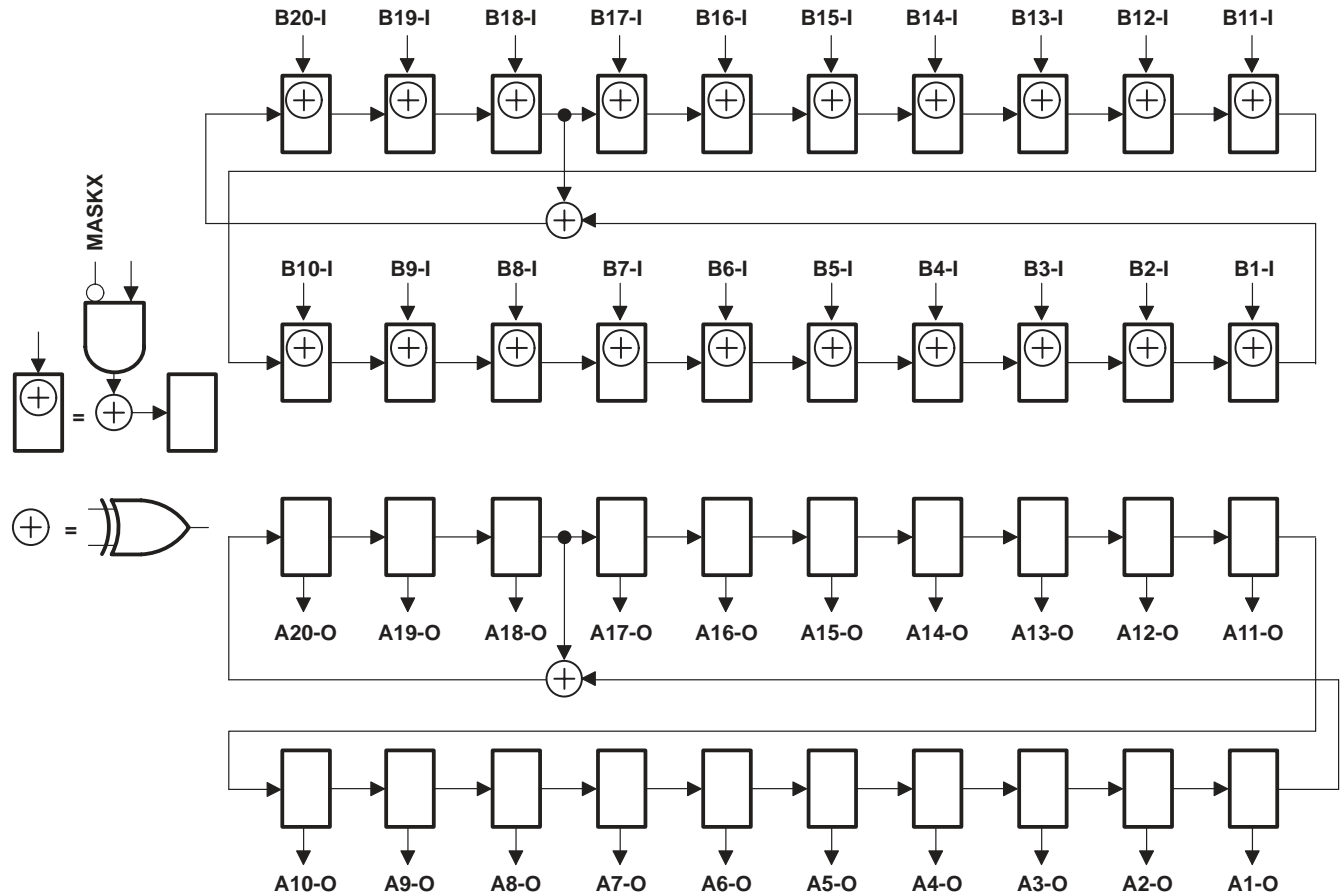 B20-I B19-I B18-I B17-I B16-I B15-I B14-I B13-I B12-I B11-I
MASKX
B10-I B9-I B8-I B7-I B6-I B5-I B4-I B3-I B2-I B1-I
=
=
A20-O A19-O A18-O A17-O A16-O A15-O A14-O A13-O A12-O A11-O
A10-O A9-O A8-O A7-O A6-O A5-O A4-O A3-O A2-O A1-O